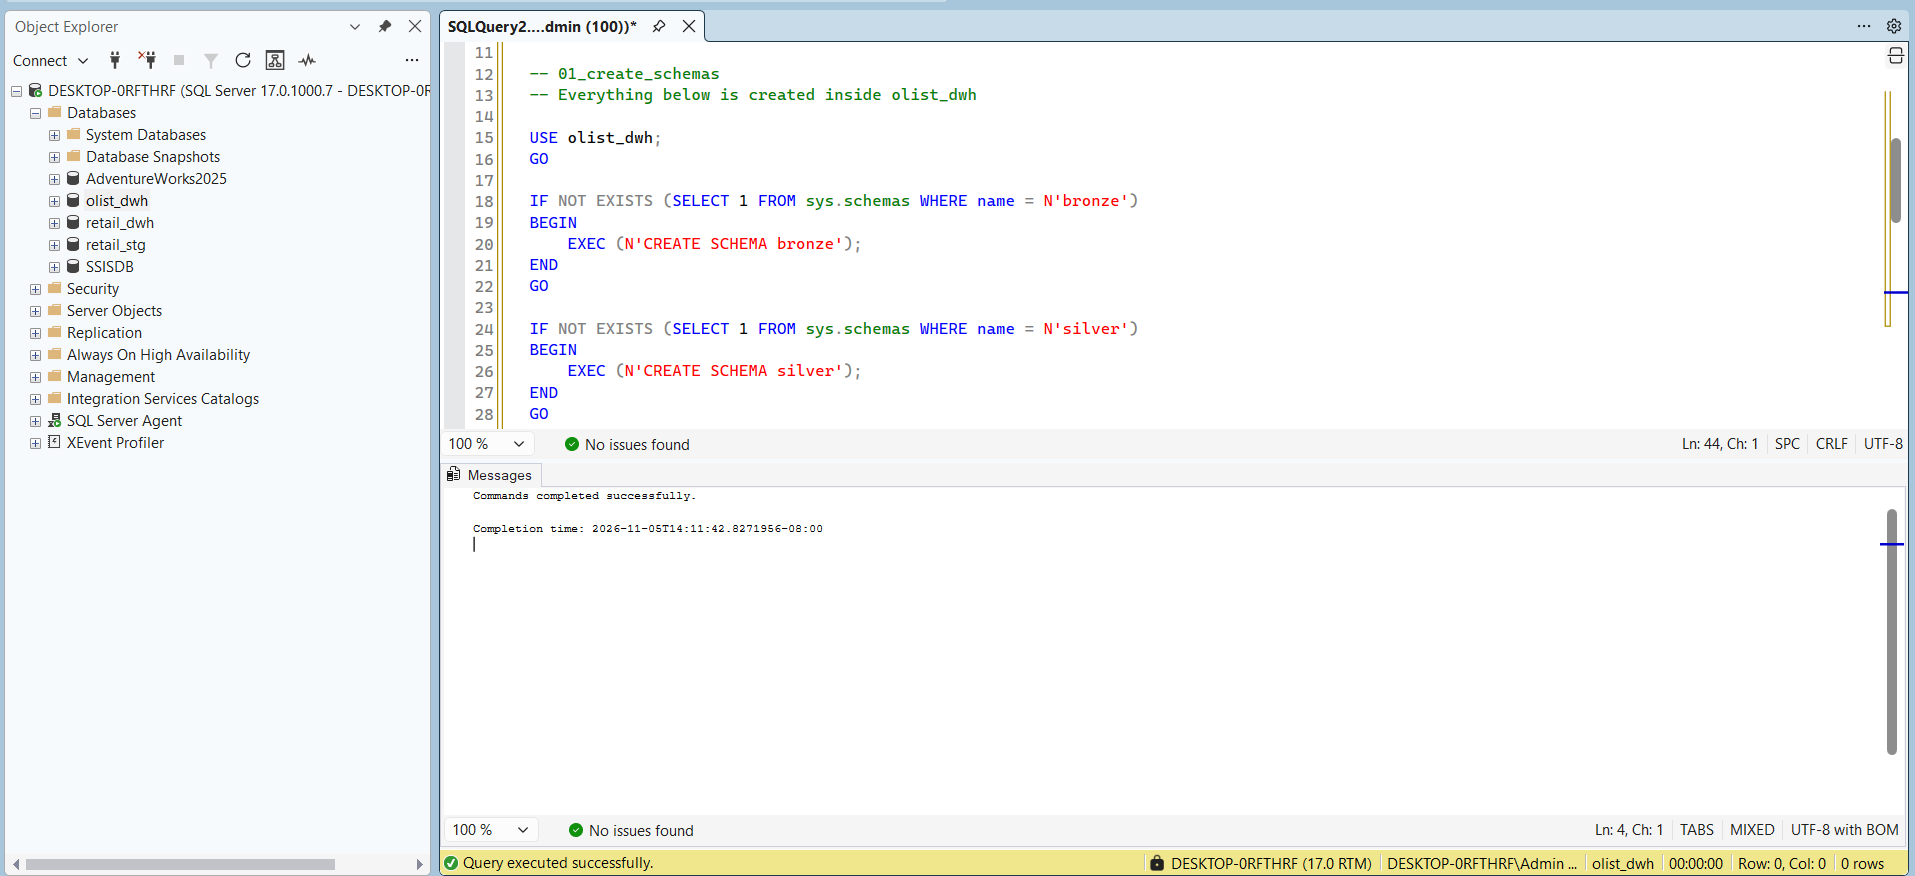 Object Explorer
Connect
DESKTOP-0RFTHRF (SQL Server 17.0.1000.7 - DESKTOP-0R
Databases
System Databases
Database Snapshots
AdventureWorks2025
olist_dwh
retail_dwh
retail_stg
SSISDB
Security
Server Objects
Replication
Always On High Availability
Management
Integration Services Catalogs
SQL Server Agent
XEvent Profiler
SQLQuery2....dmin (100))*
11
12 -- 01_create_schemas
13 -- Everything below is created inside olist_dwh
14
15 USE olist_dwh;
16 GO
17
18 IF NOT EXISTS (SELECT 1 FROM sys.schemas WHERE name = N'bronze')
19 BEGIN
20 EXEC (N'CREATE SCHEMA bronze');
21 END
22 GO
23
24 IF NOT EXISTS (SELECT 1 FROM sys.schemas WHERE name = N'silver')
25 BEGIN
26 EXEC (N'CREATE SCHEMA silver');
27 END
28 GO
100 % No issues found Ln: 44, Ch: 1 SPC CRLF UTF-8
Messages
Commands completed successfully.
Completion time: 2026-11-05T14:11:42.8271956-08:00
100 % No issues found Ln: 4, Ch: 1 TABS MIXED UTF-8 with BOM
Query executed successfully. DESKTOP-0RFTHRF (17.0 RTM) DESKTOP-0RFTHRF\Admin ... olist_dwh 00:00:00 Row: 0, Col: 0 0 rows